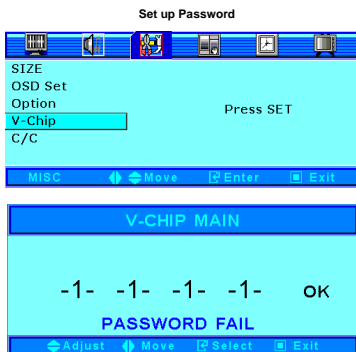 Set up Password
SIZE
OSD Set
Option
Press SET
V-Chip
C/C
MISC Move Enter Exit
V-CHIP MAIN
-1- -1- -1- -1- OK
PASSWORD FAIL
Adjust Move Select Exit